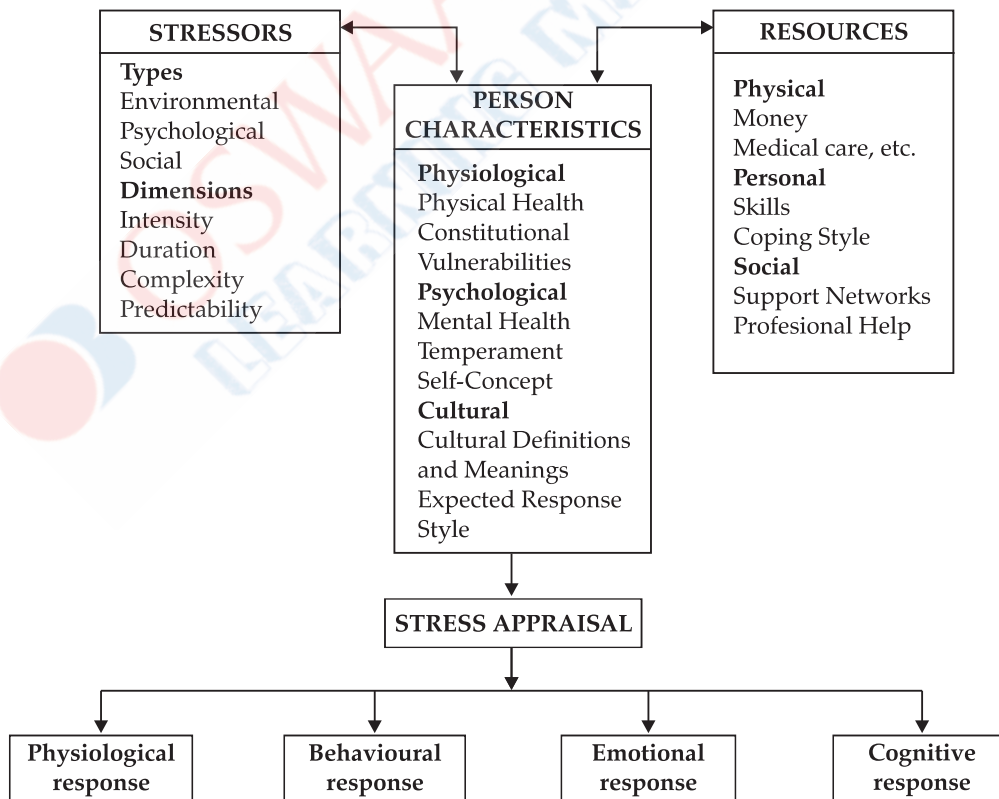 STRESSORS
Types
Environmental
Psychological
Social
Dimensions
Intensity
Duration
Complexity
Predictability
PERSON
CHARACTERISTICS
Physiological
Physical Health
Constitutional
Vulnerabilities
Psychological
Mental Health
Temperament
Self-Concept
Cultural
Cultural Definitions
and Meanings
Expected Response
Style
RESOURCES
Physical
Money
Medical care, etc.
Personal
Skills
Coping Style
Social
Support Networks
Profesional Help
STRESS APPRAISAL
Physiological
response
Behavioural
response
Emotional
response
Cognitive
response
OSWAA
LEARNING